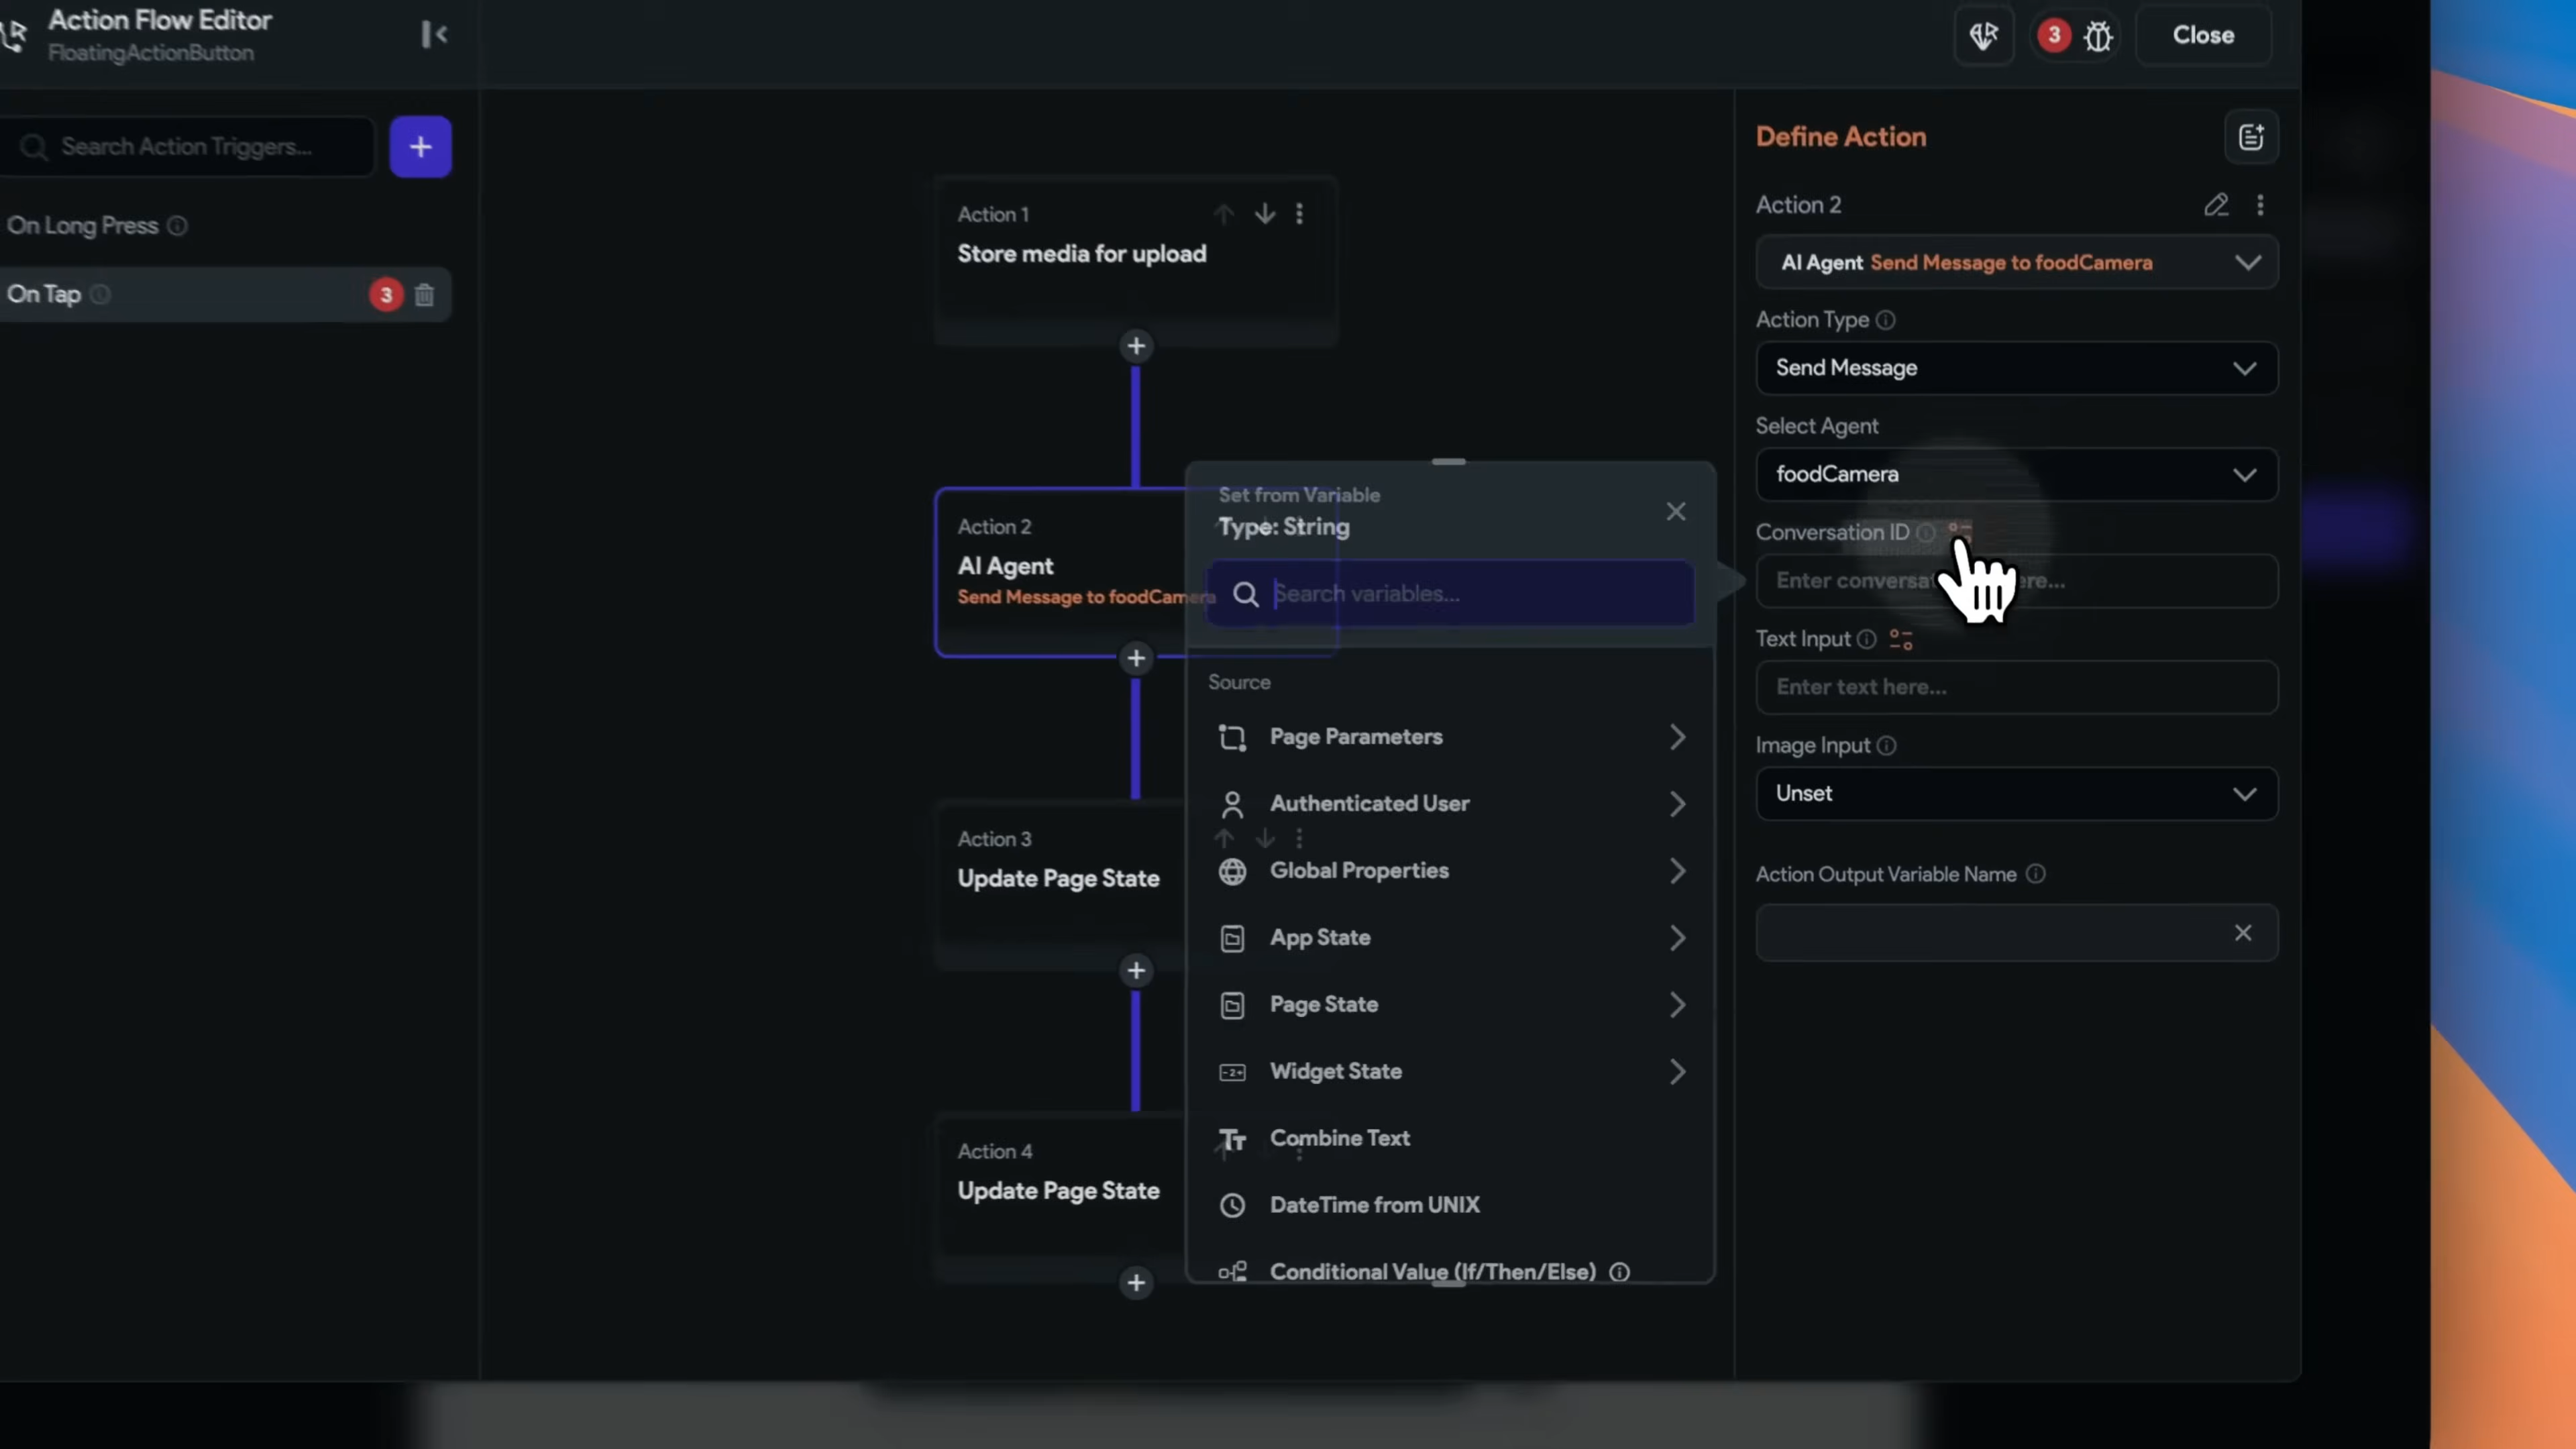 Action Flow Editor
FloatingActionButton
3
Close
Search Action Triggers...
+
On Long Press
On Tap
3
Action 1
Store media for upload
Action 2
AI Agent
Send Message to foodCamera
Action 3
Update Page State
Action 4
Update Page State
Set from Variable
Type: String
Search variables...
Source
Page Parameters
Authenticated User
Global Properties
App State
Page State
Widget State
Combine Text
DateTime from UNIX
Conditional Value (If/Then/Else)
Define Action
Action 2
AI Agent Send Message to foodCamera
Action Type
Send Message
Select Agent
foodCamera
Conversation ID
Enter conversa ere...
Text Input
Enter text here...
Image Input
Unset
Action Output Variable Name